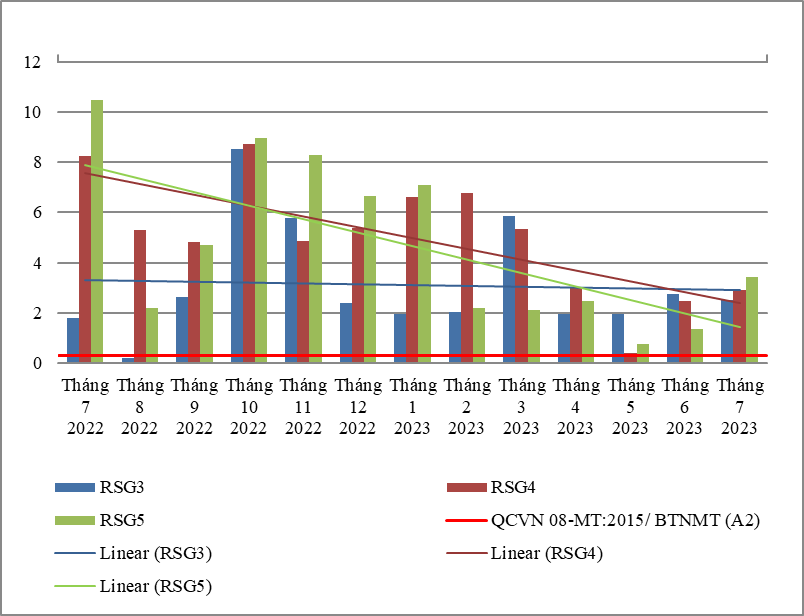 12
10
8
6
4
2
0
Tháng 7 2022
Tháng 8 2022
Tháng 9 2022
Tháng 10 2022
Tháng 11 2022
Tháng 12 2022
Tháng 1 2023
Tháng 2 2023
Tháng 3 2023
Tháng 4 2023
Tháng 5 2023
Tháng 6 2023
Tháng 7 2023
RSG3
RSG4
RSG5
QCVN 08-MT:2015/ BTNMT (A2)
Linear (RSG3)
Linear (RSG4)
Linear (RSG5)